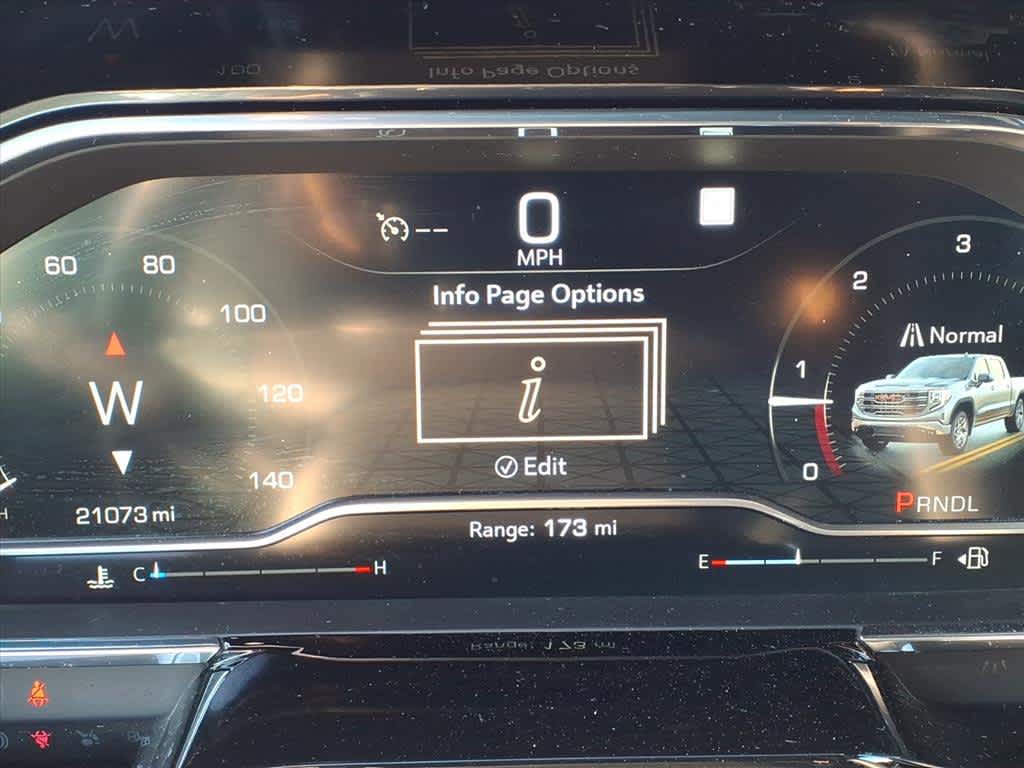 0
MPH
--
Info Page Options
i
Edit
60
80
100
120
140
W
21073 mi
3
2
1
0
Normal
GMC
PRNDL
Range: 173 mi
C
H
E
F